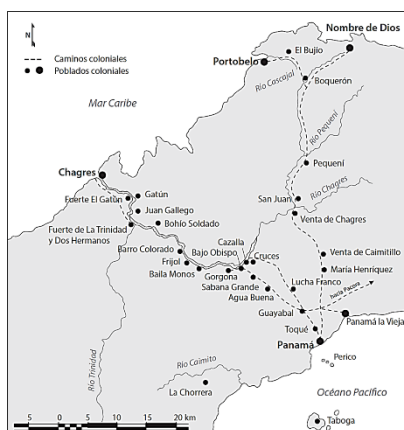 N
Caminos coloniales
Poblados coloniales
Mar Caribe
Nombre de Dios
El Bujío
Portobelo
Río Cascajal
Boquerón
Río Pequení
Pequení
Chagres
Río Chagres
San Juan
Gatún
Fuerte El Gatún
Juan Gallego
Venta de Chagres
Bohío Soldado
Fuerte de La Trinidad
y Dos Hermanos
Cazalla
Barro Colorado
Bajo Obispo
Cruces
Venta de Caimitillo
Frijol
María Henríquez
Baila Monos
Gorgona
Sabana Grande
Lucha Franco
Agua Buena
hacia Pacora
Guayabal
Panamá la Vieja
Toqué
Panamá
Río Trinidad
Río Caimito
Perico
La Chorrera
Océano Pacífico
5 0 5 10 20 km
Taboga